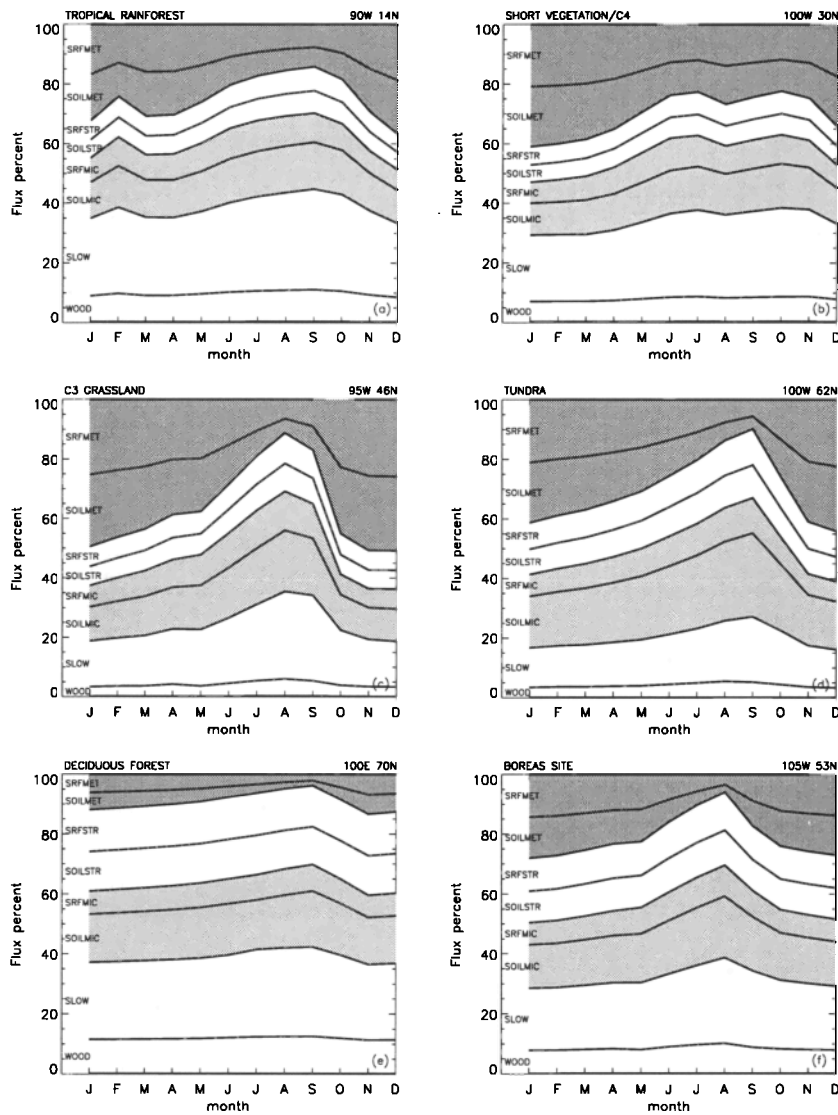 TROPICAL RAINFOREST 90W 14N
100
80
60
40
20
0
Flux percent
SRFMET
SOILMET
SRFSTR
SOILSTR
SRFMIC
SOILMIC
SLOW
WOOD
(a)
J F M A M J J A S O N D
month
SHORT VEGETATION/C4 100W 30N
100
80
60
40
20
0
Flux percent
SRFMET
SOILMET
SRFSTR
SOILSTR
SRFMIC
SOILMIC
SLOW
WOOD
(b)
J F M A M J J A S O N D
month
C3 GRASSLAND 95W 46N
100
80
60
40
20
0
Flux percent
SRFMET
SOILMET
SRFSTR
SOILSTR
SRFMIC
SOILMIC
SLOW
WOOD
(c)
J F M A M J J A S O N D
month
TUNDRA 100W 62N
100
80
60
40
20
0
Flux percent
SRFMET
SOILMET
SRFSTR
SOILSTR
SRFMIC
SOILMIC
SLOW
WOOD
(d)
J F M A M J J A S O N D
month
DECIDUOUS FOREST 100E 70N
100
80
60
40
20
0
Flux percent
SRFMET
SOILMET
SRFSTR
SOILSTR
SRFMIC
SOILMIC
SLOW
WOOD
(e)
J F M A M J J A S O N D
month
BOREAS SITE 105W 53N
100
80
60
40
20
0
Flux percent
SRFMET
SOILMET
SRFSTR
SOILSTR
SRFMIC
SOILMIC
SLOW
WOOD
(f)
J F M A M J J A S O N D
month